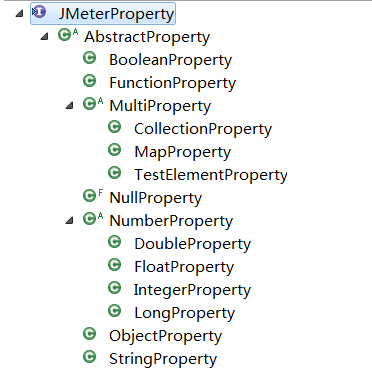 JMeterProperty
AbstractProperty
BooleanProperty
FunctionProperty
MultiProperty
CollectionProperty
MapProperty
TestElementProperty
NullProperty
NumberProperty
DoubleProperty
FloatProperty
IntegerProperty
LongProperty
ObjectProperty
StringProperty